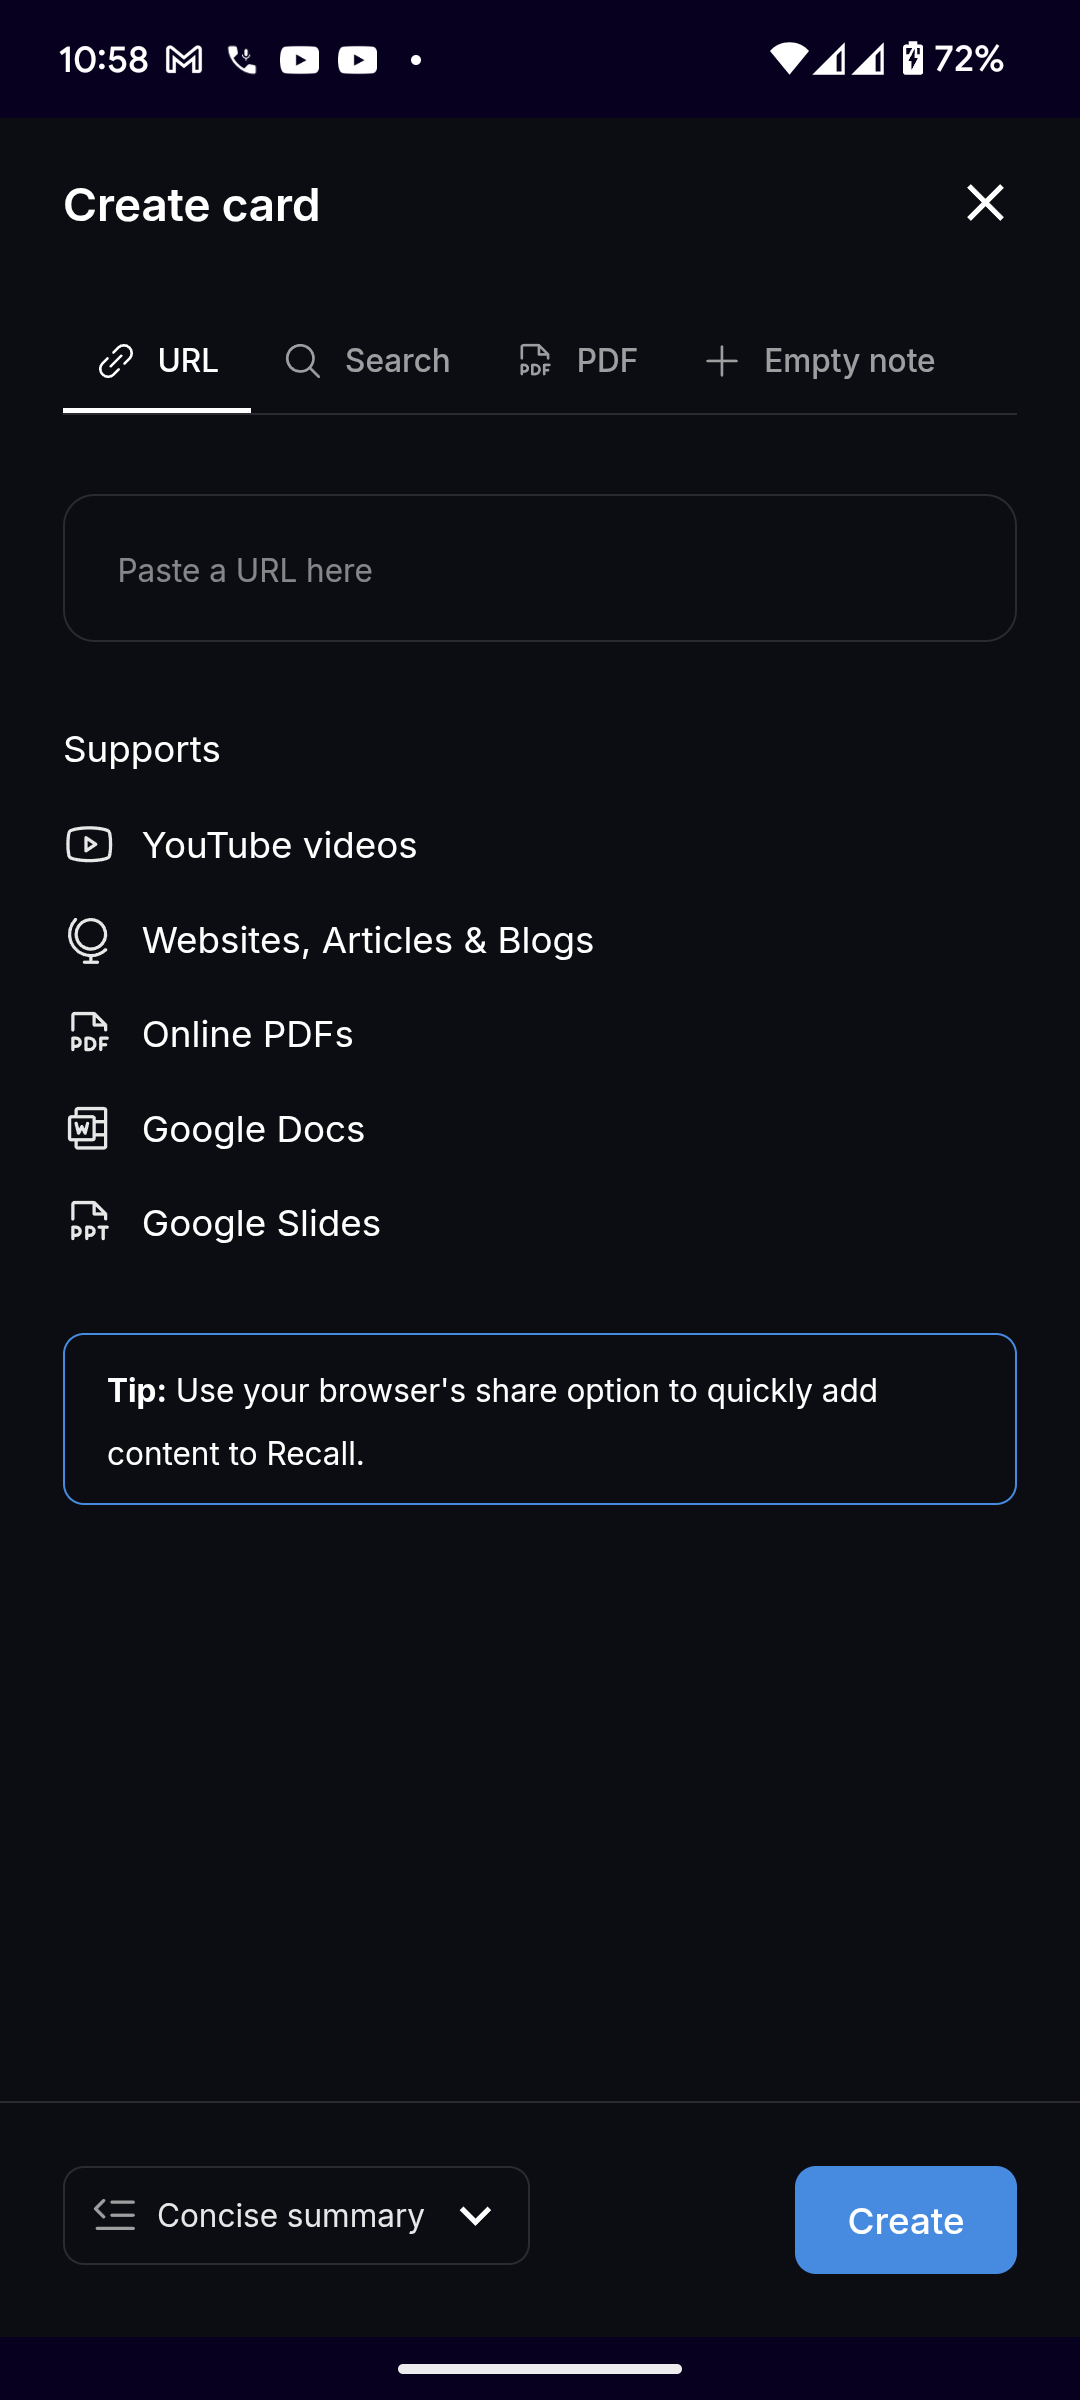 10:58
72%
Create card
URL
Search
PDF
PDF
Empty note
Paste a URL here
Supports
YouTube videos
Websites, Articles & Blogs
PDF
Online PDFs
W
Google Docs
PPT
Google Slides
Tip: Use your browser's share option to quickly add
content to Recall.
Concise summary
Create